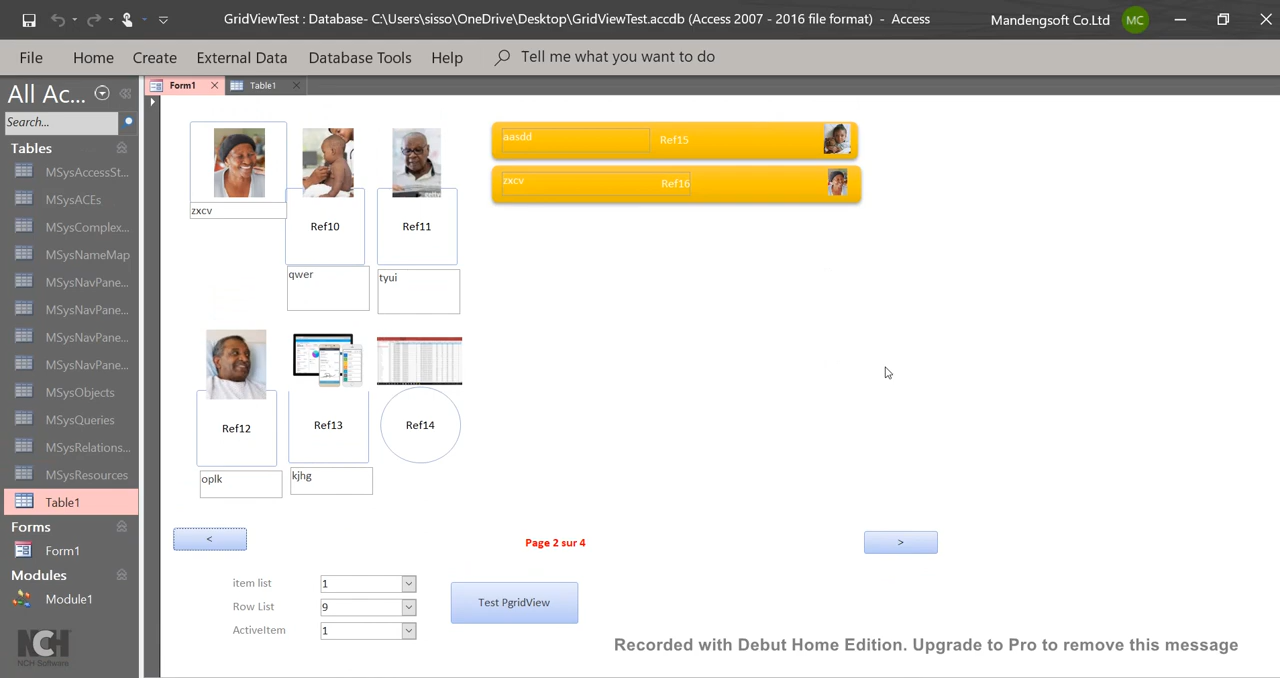 GridViewTest : Database- C:\Users\sisso\OneDrive\Desktop\GridViewTest.accdb (Access 2007 - 2016 file format) - Access
Mandengsoft Co.Ltd
MC
File Home Create External Data Database Tools Help Tell me what you want to do
All Ac...
Form1
Table1
Search...
Tables
MSysAccessSt...
MSysACEs
MSysComplex...
MSysNameMap
MSysNavPane...
MSysNavPane...
MSysNavPane...
MSysNavPane...
MSysObjects
MSysQueries
MSysRelations...
MSysResources
Table1
Forms
Form1
Modules
Module1
NCH
NCH Software
zxcv
Ref10
qwer
Ref11
tyui
aasdd
Ref15
zxcv
Ref16
Ref12
oplk
Ref13
kjhg
Ref14
<
Page 2 sur 4
>
item list
1
Row List
9
ActiveItem
1
Test PgridView
Recorded with Debut Home Edition. Upgrade to Pro to remove this message